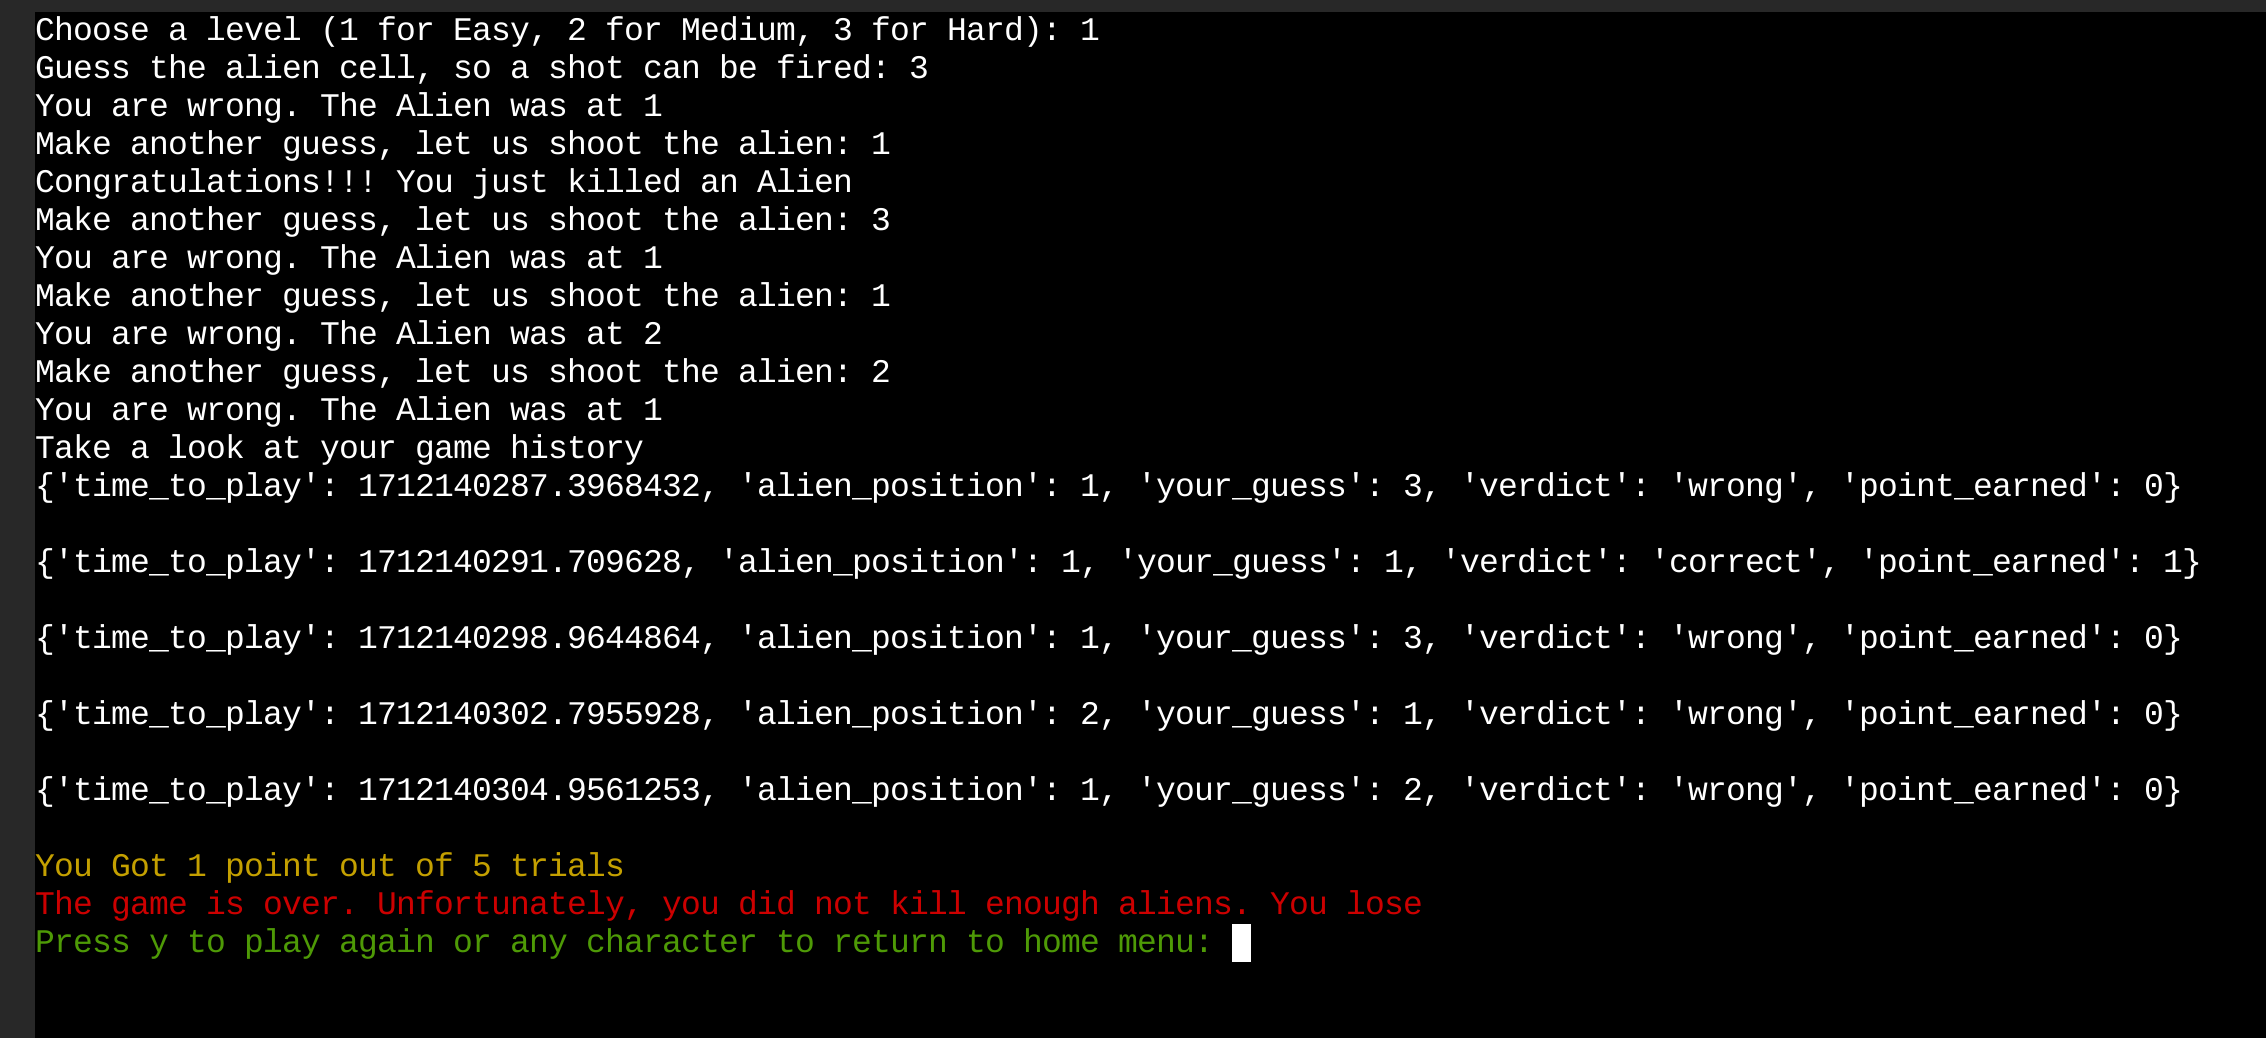 Choose a level (1 for Easy, 2 for Medium, 3 for Hard): 1
Guess the alien cell, so a shot can be fired: 3
You are wrong. The Alien was at 1
Make another guess, let us shoot the alien: 1
Congratulations!!! You just killed an Alien
Make another guess, let us shoot the alien: 3
You are wrong. The Alien was at 1
Make another guess, let us shoot the alien: 1
You are wrong. The Alien was at 2
Make another guess, let us shoot the alien: 2
You are wrong. The Alien was at 1
Take a look at your game history
{'time_to_play': 1712140287.3968432, 'alien_position': 1, 'your_guess': 3, 'verdict': 'wrong', 'point_earned': 0}
{'time_to_play': 1712140291.709628, 'alien_position': 1, 'your_guess': 1, 'verdict': 'correct', 'point_earned': 1}
{'time_to_play': 1712140298.9644864, 'alien_position': 1, 'your_guess': 3, 'verdict': 'wrong', 'point_earned': 0}
{'time_to_play': 1712140302.7955928, 'alien_position': 2, 'your_guess': 1, 'verdict': 'wrong', 'point_earned': 0}
{'time_to_play': 1712140304.9561253, 'alien_position': 1, 'your_guess': 2, 'verdict': 'wrong', 'point_earned': 0}
You Got 1 point out of 5 trials
The game is over. Unfortunately, you did not kill enough aliens. You lose
Press y to play again or any character to return to home menu: